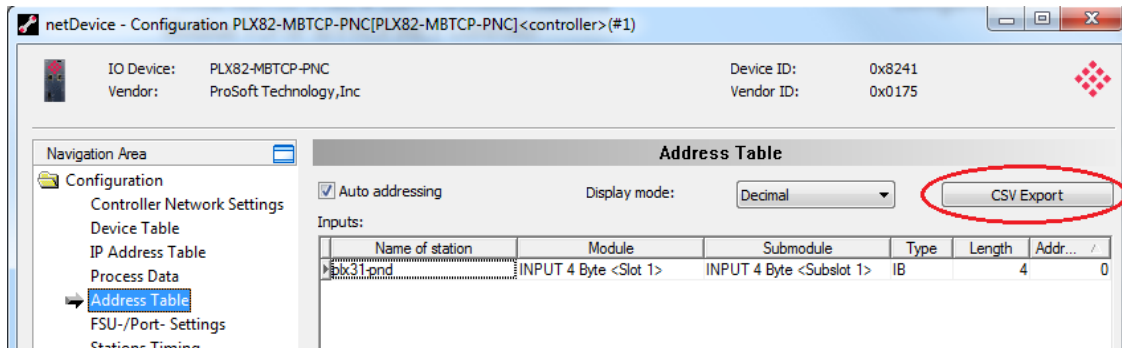 netDevice - Configuration PLX82-MBTCP-PNC[PLX82-MBTCP-PNC]<controller>(#1)
IO Device: PLX82-MBTCP-PNC Device ID: 0x8241
Vendor: ProSoft Technology,Inc Vendor ID: 0x0175
Navigation Area
Address Table
Configuration
Controller Network Settings
Device Table
IP Address Table
Process Data
Address Table
FSU-/Port- Settings
Stations Timing
Auto addressing Display mode: Decimal CSV Export
Inputs:
Name of station Module Submodule Type Length Addr...
plx31-pnd INPUT 4 Byte <Slot 1> INPUT 4 Byte <Subslot 1> IB 4 0